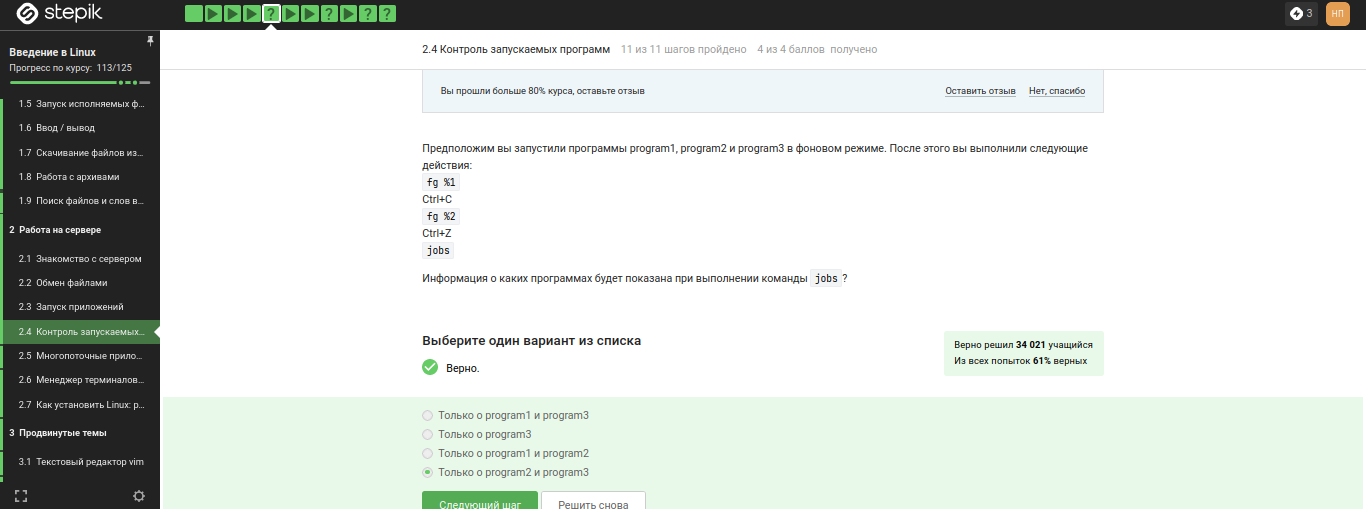 stepik
? ? ? ?
3
НП
Введение в Linux
Прогресс по курсу: 113/125
1.5 Запуск исполняемых ф...
1.6 Ввод / вывод
1.7 Скачивание файлов из...
1.8 Работа с архивами
1.9 Поиск файлов и слов в...
2 Работа на сервере
2.1 Знакомство с сервером
2.2 Обмен файлами
2.3 Запуск приложений
2.4 Контроль запускаемых...
2.5 Многопоточные прило...
2.6 Менеджер терминалов...
2.7 Как установить Linux: р...
3 Продвинутые темы
3.1 Текстовый редактор vim
2.4 Контроль запускаемых программ 11 из 11 шагов пройдено 4 из 4 баллов получено
Вы прошли больше 80% курса, оставьте отзыв Оставить отзыв Нет, спасибо
Предположим вы запустили программы program1, program2 и program3 в фоновом режиме. После этого вы выполнили следующие
действия:
fg %1
Ctrl+C
fg %2
Ctrl+Z
jobs
Информация о каких программах будет показана при выполнении команды jobs ?
Выберите один вариант из списка
Верно.
Верно решил 34 021 учащийся
Из всех попыток 61% верных
Только о program1 и program3
Только о program3
Только о program1 и program2
Только о program2 и program3
Следующий шаг Решить снова